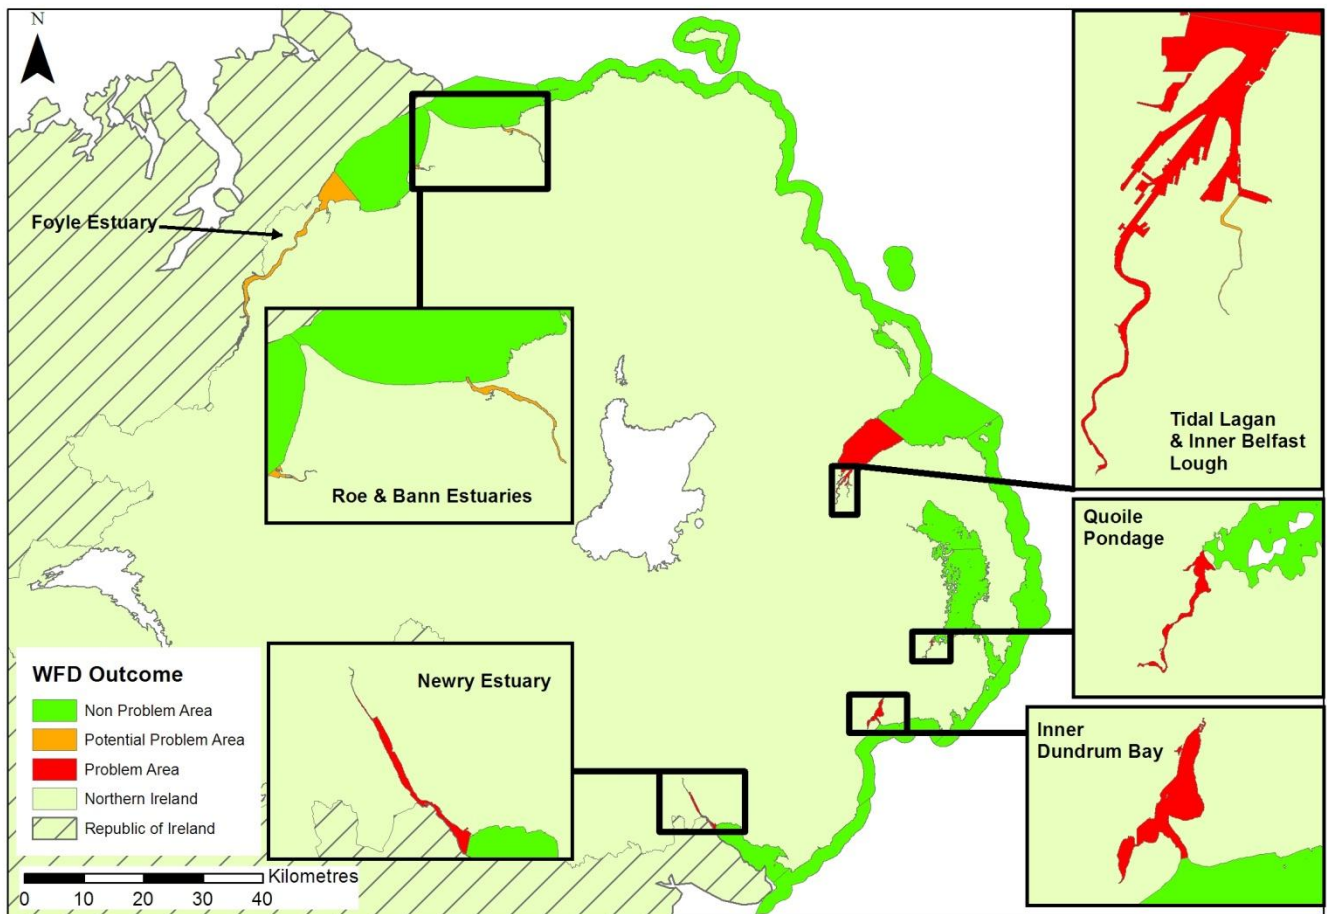 N
Foyle Estuary
Roe & Bann Estuaries
Tidal Lagan
& Inner Belfast
Lough
Quoile
Pondage
Inner
Dundrum Bay
Newry Estuary
WFD Outcome
Non Problem Area
Potential Problem Area
Problem Area
Northern Ireland
Republic of Ireland
Kilometres
0 10 20 30 40